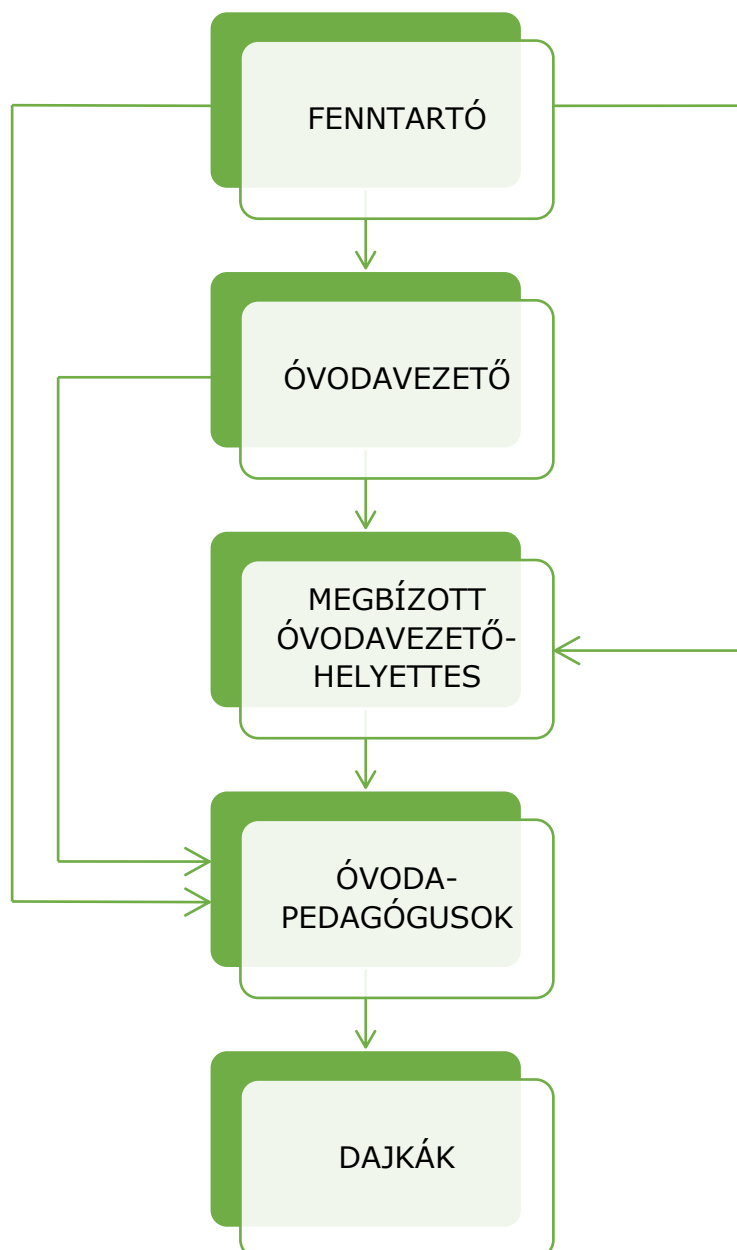 FENNTARTÓ
ÓVODAVEZETŐ
MEGBÍZOTT
ÓVODAVEZETŐ-
HELYETTES
ÓVODA-
PEDAGÓGUSOK
DAJKÁK